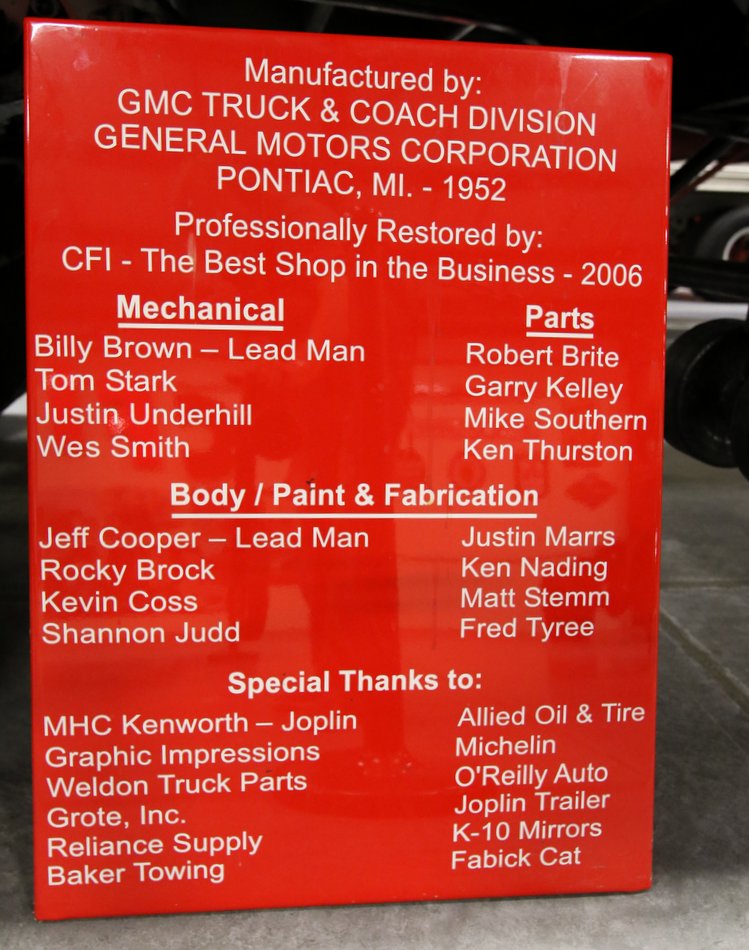 Manufactured by:
GMC TRUCK & COACH DIVISION
GENERAL MOTORS CORPORATION
PONTIAC, MI. - 1952
Professionally Restored by:
CFI - The Best Shop in the Business - 2006
Mechanical
Billy Brown – Lead Man
Tom Stark
Justin Underhill
Wes Smith
Parts
Robert Brite
Garry Kelley
Mike Southern
Ken Thurston
Body / Paint & Fabrication
Jeff Cooper – Lead Man
Rocky Brock
Kevin Coss
Shannon Judd
Justin Marrs
Ken Nading
Matt Stemm
Fred Tyree
Special Thanks to:
MHC Kenworth – Joplin
Graphic Impressions
Weldon Truck Parts
Grote, Inc.
Reliance Supply
Baker Towing
Allied Oil & Tire
Michelin
O'Reilly Auto
Joplin Trailer
K-10 Mirrors
Fabick Cat